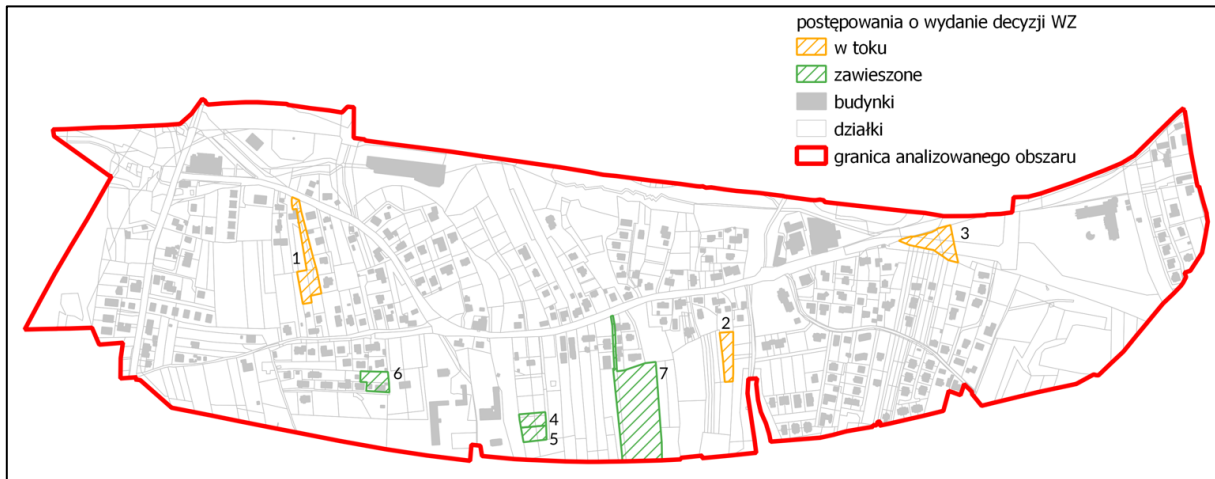 postępowania o wydanie decyzji WZ
w toku
zawieszone
budynki
działki
granica analizowanego obszaru
3
1
2
7
6
4
5